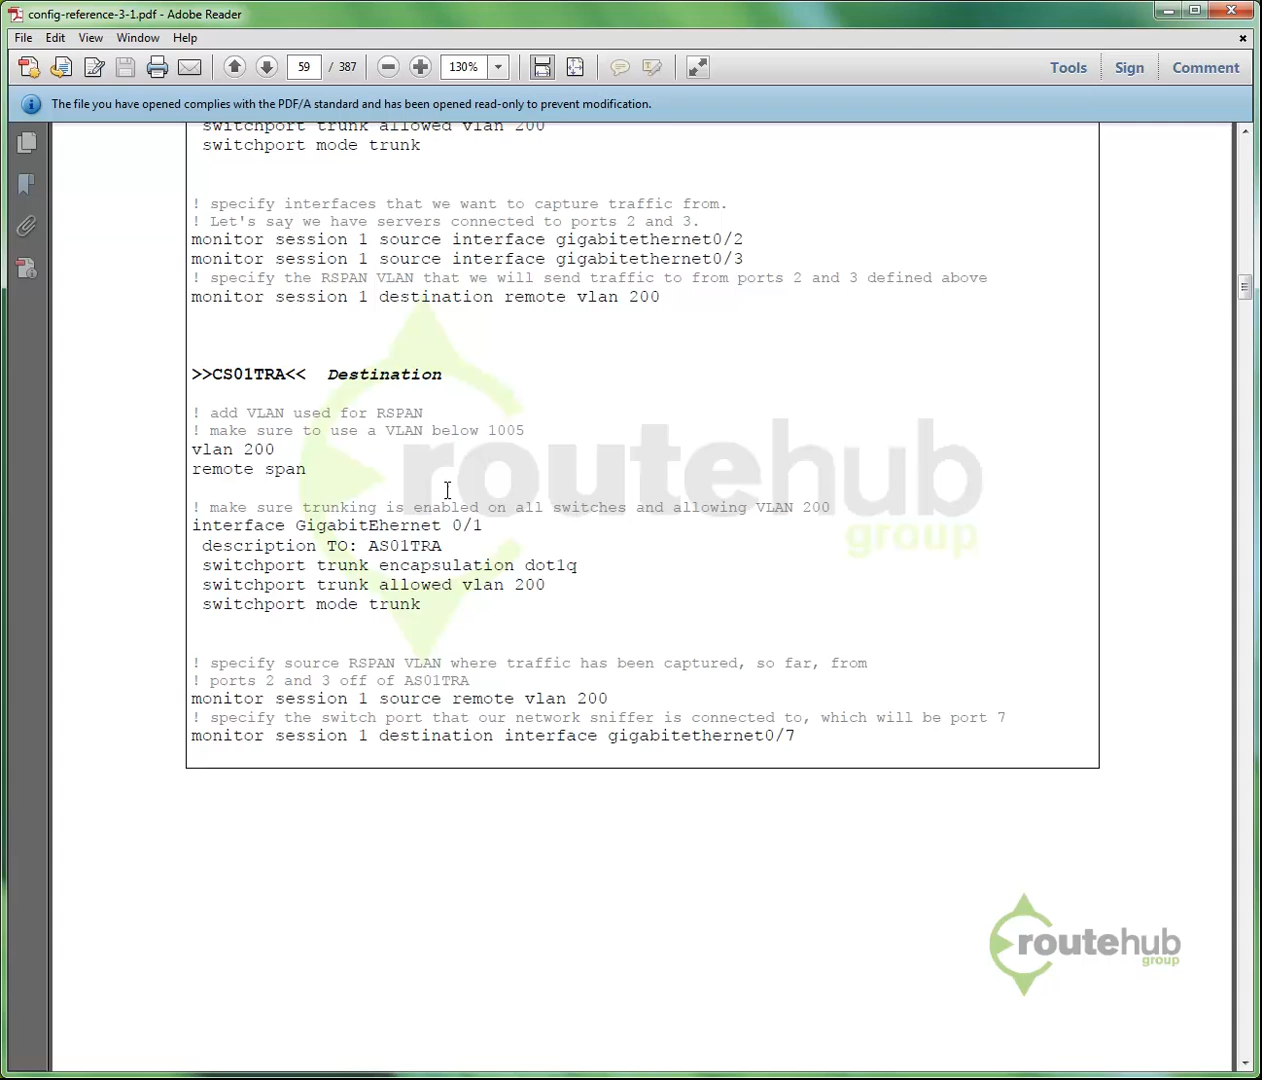 config-reference-3-1.pdf - Adobe Reader
File Edit View Window Help
59 / 387 130% Tools Sign Comment
The file you have opened complies with the PDF/A standard and has been opened read-only to prevent modification.
switchport trunk allowed vlan 200
switchport mode trunk
! specify interfaces that we want to capture traffic from.
! Let's say we have servers connected to ports 2 and 3.
monitor session 1 source interface gigabitethernet0/2
monitor session 1 source interface gigabitethernet0/3
! specify the RSPAN VLAN that we will send traffic to from ports 2 and 3 defined above
monitor session 1 destination remote vlan 200
>>CS01TRA<< Destination
! add VLAN used for RSPAN
! make sure to use a VLAN below 1005
vlan 200
remote span
! make sure trunking is enabled on all switches and allowing VLAN 200
interface GigabitEhernet 0/1
description TO: AS01TRA
switchport trunk encapsulation dot1q
switchport trunk allowed vlan 200
switchport mode trunk
! specify source RSPAN VLAN where traffic has been captured, so far, from
! ports 2 and 3 off of AS01TRA
monitor session 1 source remote vlan 200
! specify the switch port that our network sniffer is connected to, which will be port 7
monitor session 1 destination interface gigabitethernet0/7
routehub
group
routehub
group